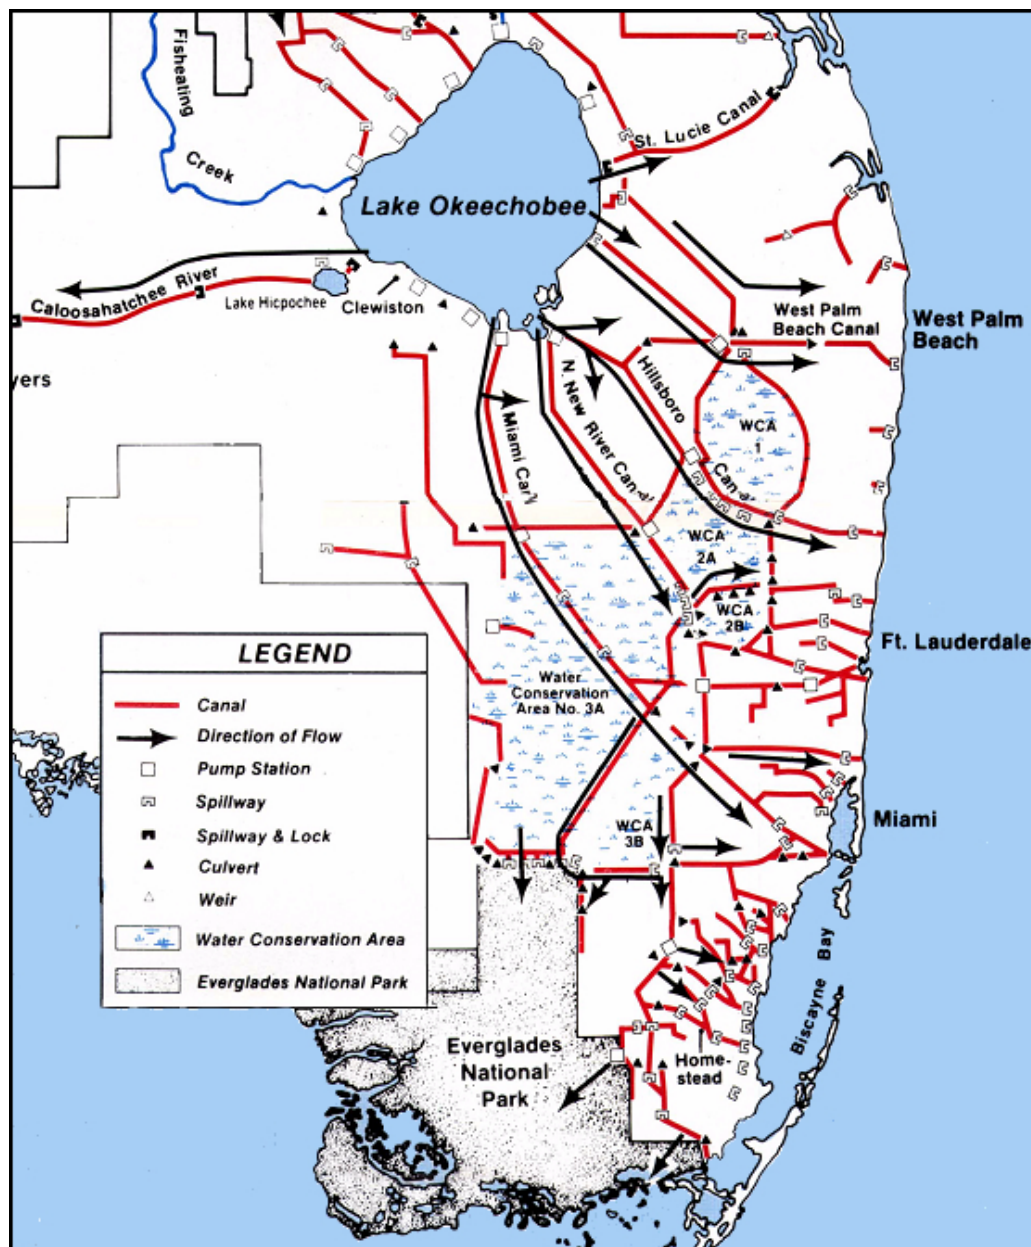 Fisheating
Creek
St. Lucie Canal
Lake Okeechobee
Caloosahatchee River
Lake Hicpochee
Clewiston
West Palm
Beach Canal
West Palm
Beach
yers
Hillsboro
Canal
N. New River Canal
Miami Canal
WCA
1
WCA
2A
WCA
2B
Ft. Lauderdale
Water
Conservation
Area No. 3A
WCA
3B
Miami
LEGEND
Canal
Direction of Flow
Pump Station
Spillway
Spillway & Lock
Culvert
Weir
Water Conservation Area
Everglades National Park
Everglades
National
Park
Home-
stead
Biscayne Bay